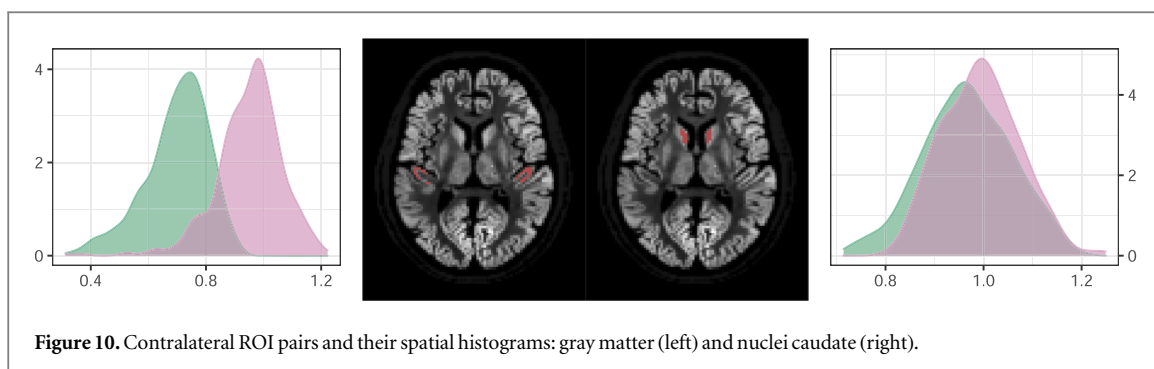 4
2
0
0.4 0.8 1.2
4
2
0
0.8 1.0 1.2
Figure 10. Contralateral ROI pairs and their spatial histograms: gray matter (left) and nuclei caudate (right).